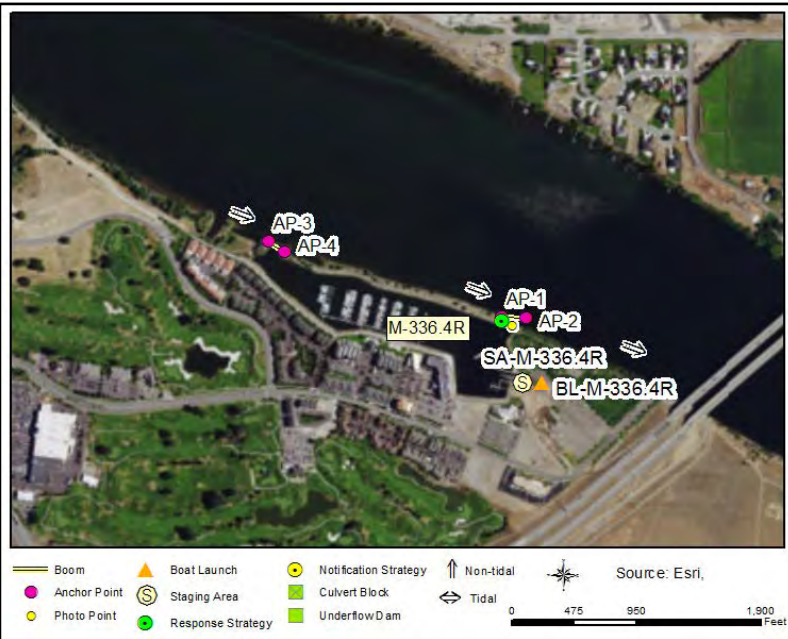 AP-3
AP-4
AP-1
M-336.4R
AP-2
SA-M-336.4R
S
BL-M-336.4R
Boom
Boat Launch
Notification Strategy
Non-tidal
Source: Esri,
Anchor Point
S
Staging Area
Culvert Block
Tidal
Photo Point
Response Strategy
Underflow Dam
0 475 950 1,900
Feet